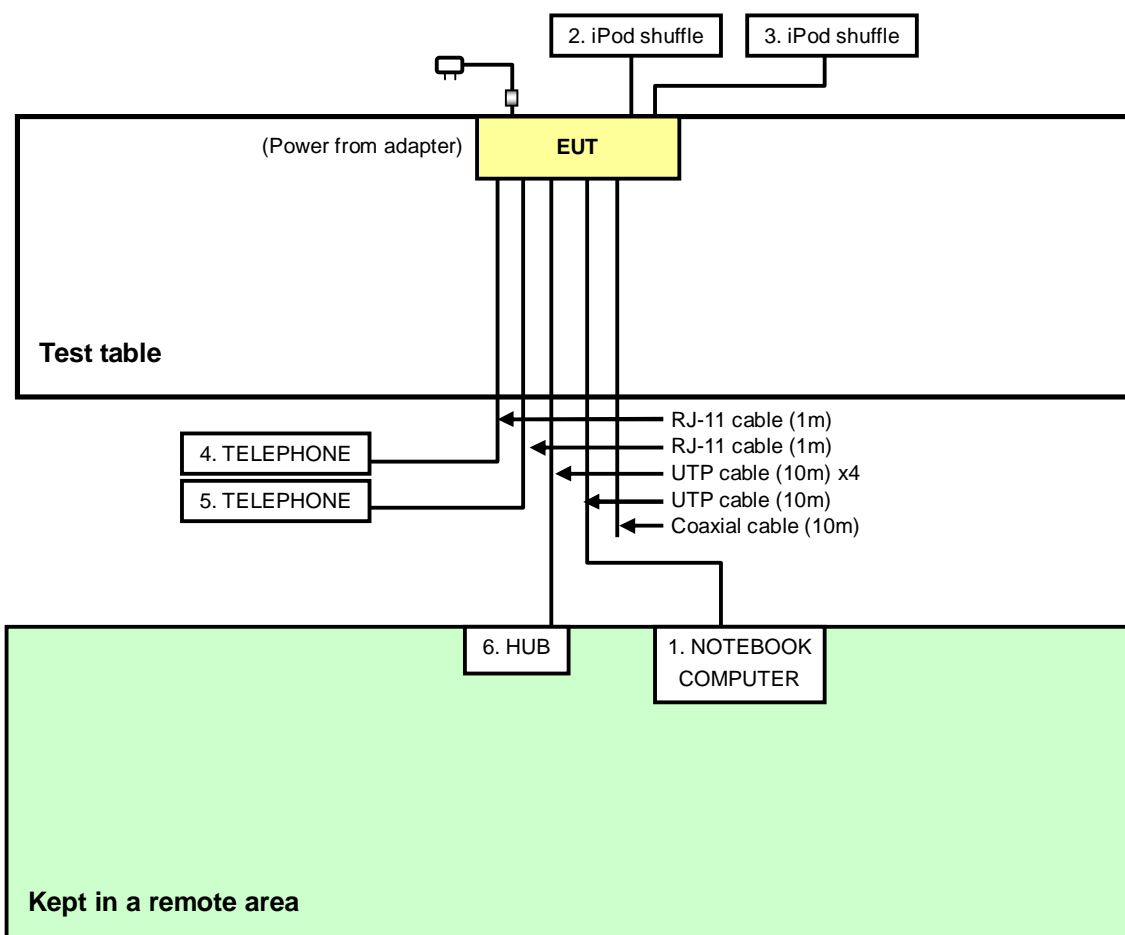 2. iPod shuffle
3. iPod shuffle
(Power from adapter)
EUT
Test table
RJ-11 cable (1m)
4. TELEPHONE
RJ-11 cable (1m)
UTP cable (10m) x4
5. TELEPHONE
UTP cable (10m)
Coaxial cable (10m)
6. HUB
1. NOTEBOOK
COMPUTER
Kept in a remote area